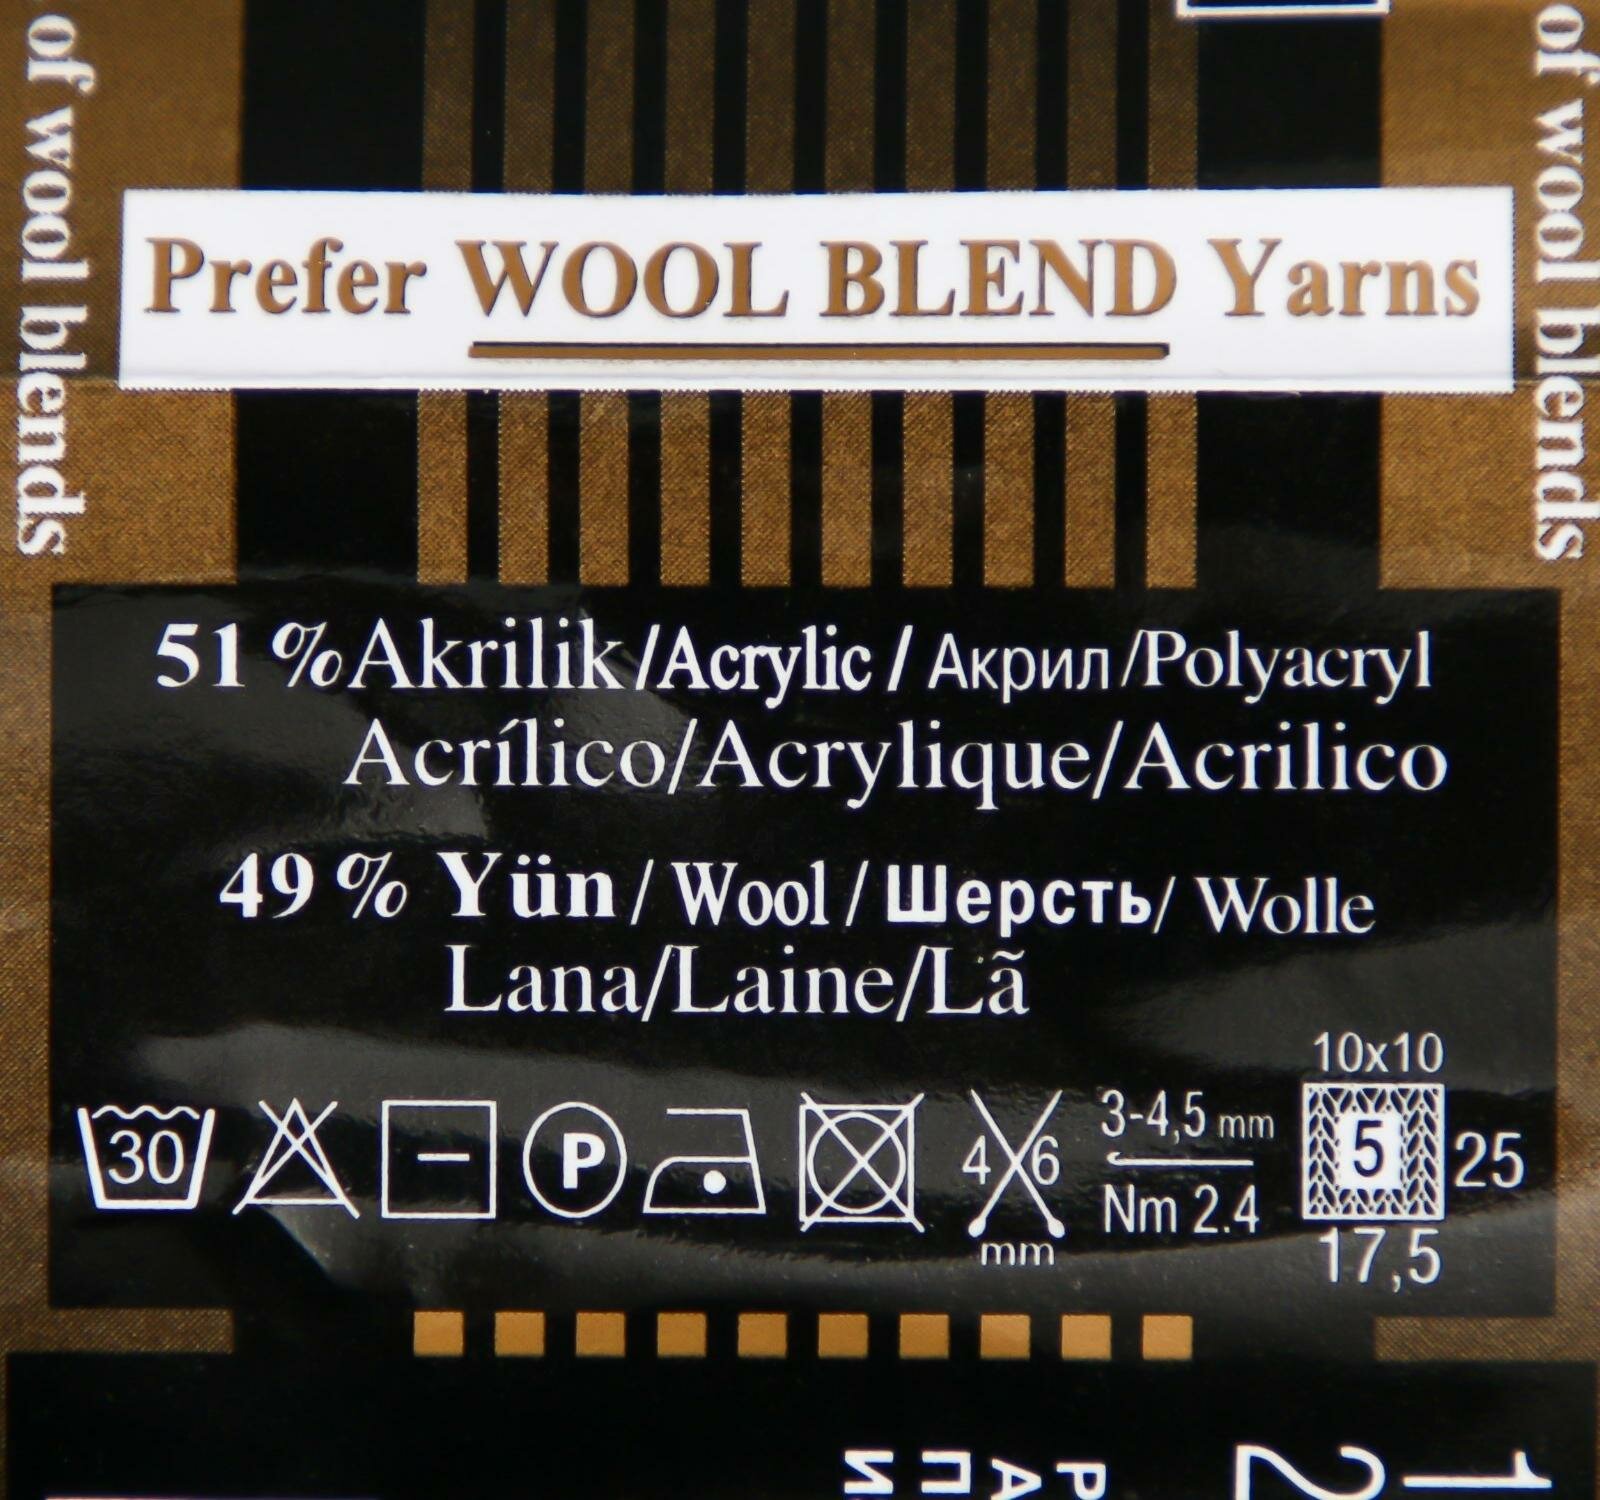 of wool blends
of wool blends
Prefer WOOL BLEND Yarns
51 % Akrilik / Acrylic / Акрил / Polyacryl
Acrílico/Acrylique/Acrilico
49 % Yün / Wool / Шерсть / Wolle
Lana/Laine/Lã
30
P
4 6
mm
3-4,5 mm
Nm 2.4
10x10
5
25
17,5